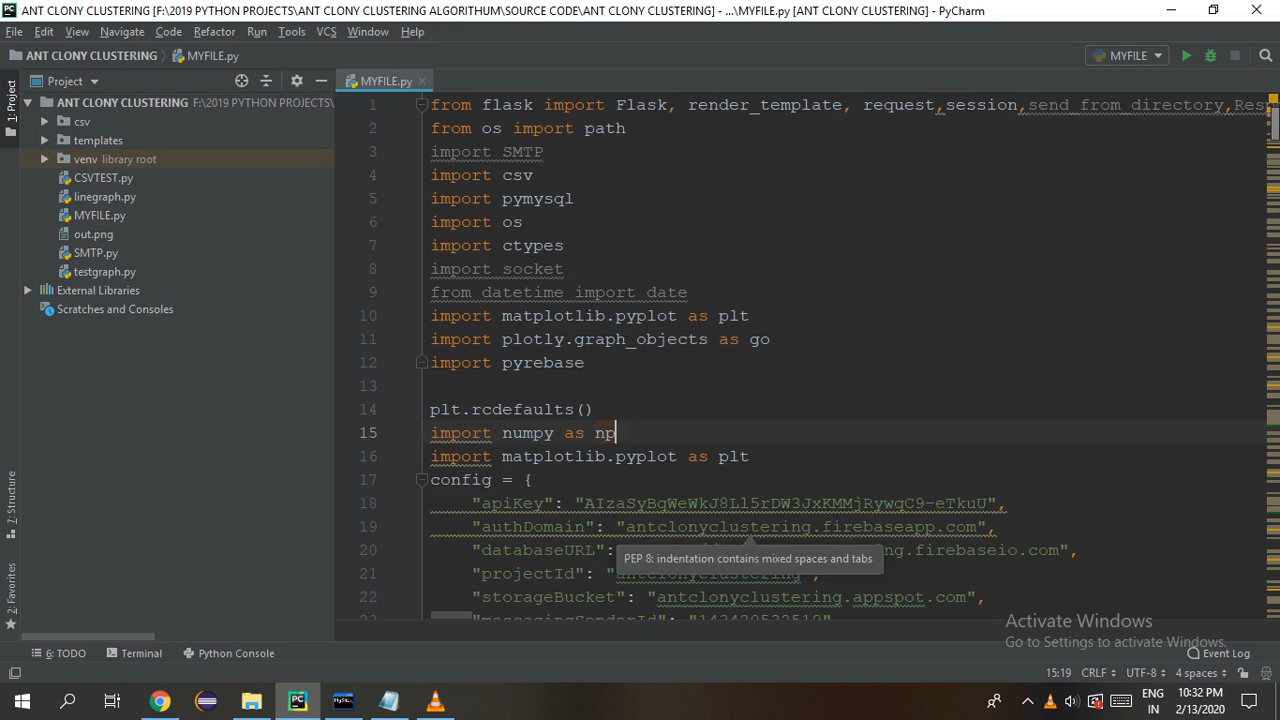 ANT CLONY CLUSTERING [F:\2019 PYTHON PROJECTS\ANT CLONY CLUSTERING ALGORITHUM\SOURCE CODE\ANT CLONY CLUSTERING] - ...\MYFILE.py [ANT CLONY CLUSTERING] - PyCharm
File Edit View Navigate Code Refactor Run Tools VCS Window Help
ANT CLONY CLUSTERING MYFILE.py
MYFILE
1: Project
Project
MYFILE.py
ANT CLONY CLUSTERING F:\2019 PYTHON PROJECTS\
csv
templates
venv library root
CSVTEST.py
linegraph.py
MYFILE.py
out.png
SMTP.py
testgraph.py
External Libraries
Scratches and Consoles
7: Structure
2: Favorites
1 from flask import Flask, render_template, request,session,send_from_directory,Res
2 from os import path
3 import SMTP
4 import csv
5 import pymysql
6 import os
7 import ctypes
8 import socket
9 from datetime import date
10 import matplotlib.pyplot as plt
11 import plotly.graph_objects as go
12 import pyrebase
13
14 plt.rcdefaults()
15 import numpy as np
16 import matplotlib.pyplot as plt
17 config = {
18 "apiKey": "AIzaSyBqWeWkJ8Ll5rDW3JxKMMjRywqC9-eTkuU",
19 "authDomain": "antclonyclustering.firebaseapp.com",
20 "databaseURL": ng.firebaseio.com",
PEP 8: indentation contains mixed spaces and tabs
21 "projectId": "antclonyclustering",
22 "storageBucket": "antclonyclustering.appspot.com",
Activate Windows
Go to Settings to activate Windows.
6: TODO Terminal Python Console Event Log
15:19 CRLF UTF-8 4 spaces
ENG
IN
10:32 PM
2/13/2020